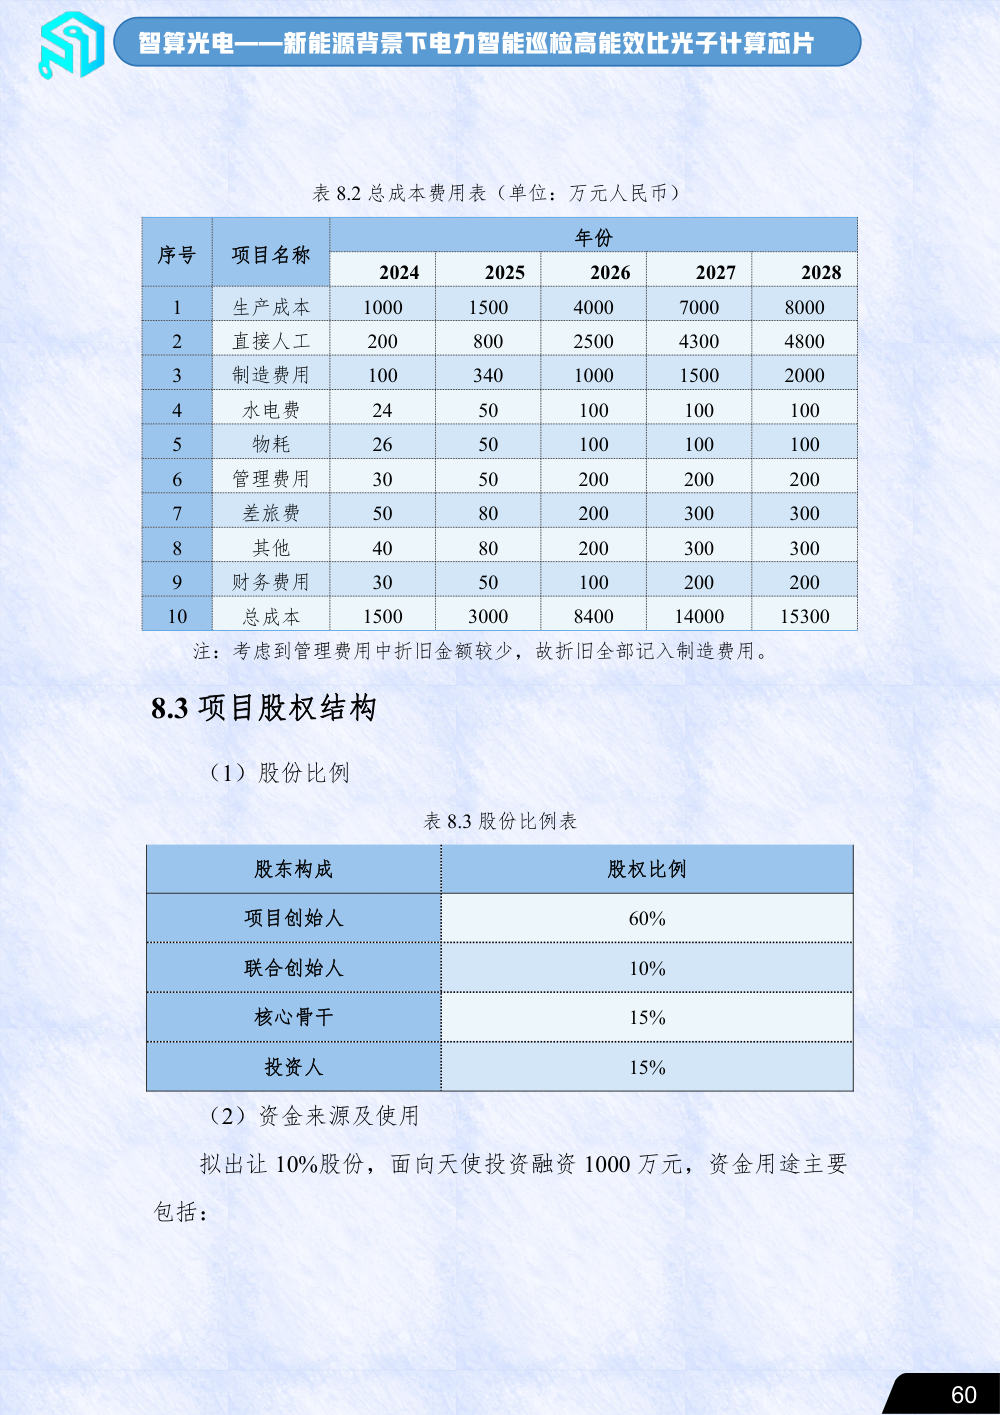 智算光电——新能源背景下电力智能巡检高能效比光子计算芯片
表 8.2 总成本费用表（单位：万元人民币）
序号 项目名称 年份
2024 2025 2026 2027 2028
1 生产成本 1000 1500 4000 7000 8000
2 直接人工 200 800 2500 4300 4800
3 制造费用 100 340 1000 1500 2000
4 水电费 24 50 100 100 100
5 物耗 26 50 100 100 100
6 管理费用 30 50 200 200 200
7 差旅费 50 80 200 300 300
8 其他 40 80 200 300 300
9 财务费用 30 50 100 200 200
10 总成本 1500 3000 8400 14000 15300
注：考虑到管理费用中折旧金额较少，故折旧全部记入制造费用。
8.3 项目股权结构
（1）股份比例
表 8.3 股份比例表
股东构成 股权比例
项目创始人 60%
联合创始人 10%
核心骨干 15%
投资人 15%
（2）资金来源及使用
拟出让 10%股份，面向天使投资融资 1000 万元，资金用途主要
包括：
60